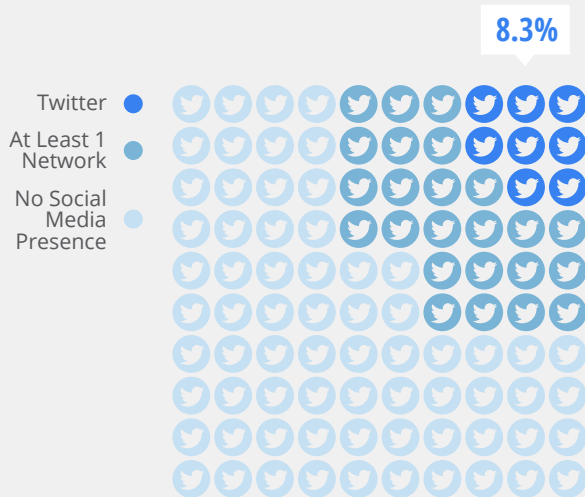 8.3%
Twitter
At Least 1
Network
No Social
Media
Presence